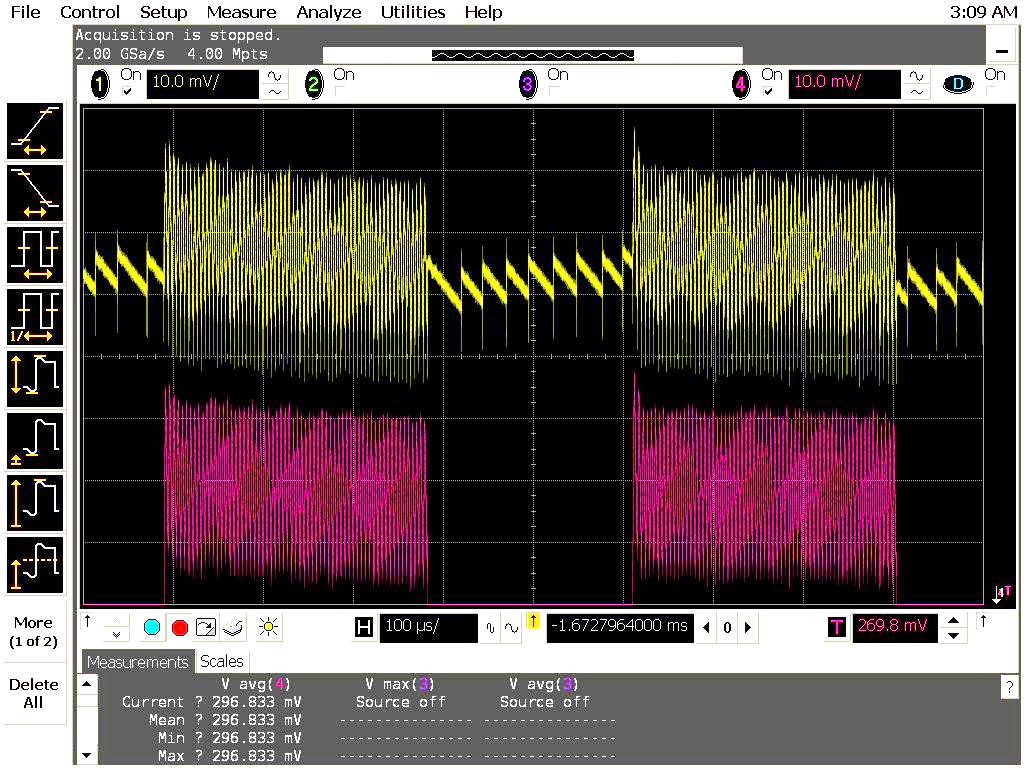 File Control Setup Measure Analyze Utilities Help 3:09 AM
Acquisition is stopped.
2.00 GSa/s 4.00 Mpts
1 On 10.0 mV/ 2 On 3 On 4 On 10.0 mV/ D On
1/
T
H 100 µs/ -1.6727964000 ms 0 T 269.8 mV
More
(1 of 2)
Delete
All
Measurements Scales
V avg(4) V max(3) V avg(3)
?
Current ? 296.833 mV Source off Source off
Mean ? 296.833 mV --------------- ---------------
Min ? 296.833 mV --------------- ---------------
Max ? 296.833 mV --------------- ---------------